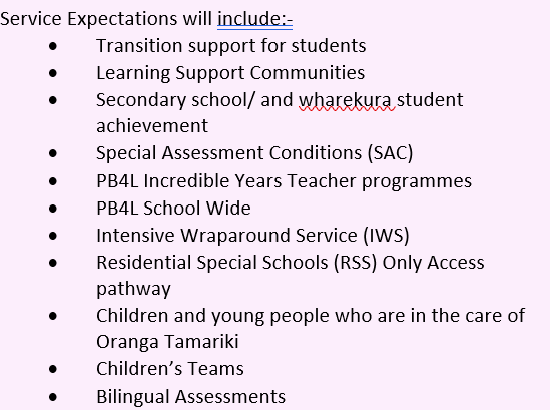 Service Expectations will include:-
• Transition support for students
• Learning Support Communities
• Secondary school/ and wharekura student
achievement
• Special Assessment Conditions (SAC)
• PB4L Incredible Years Teacher programmes
• PB4L School Wide
• Intensive Wraparound Service (IWS)
• Residential Special Schools (RSS) Only Access
pathway
• Children and young people who are in the care of
Oranga Tamariki
• Children’s Teams
• Bilingual Assessments